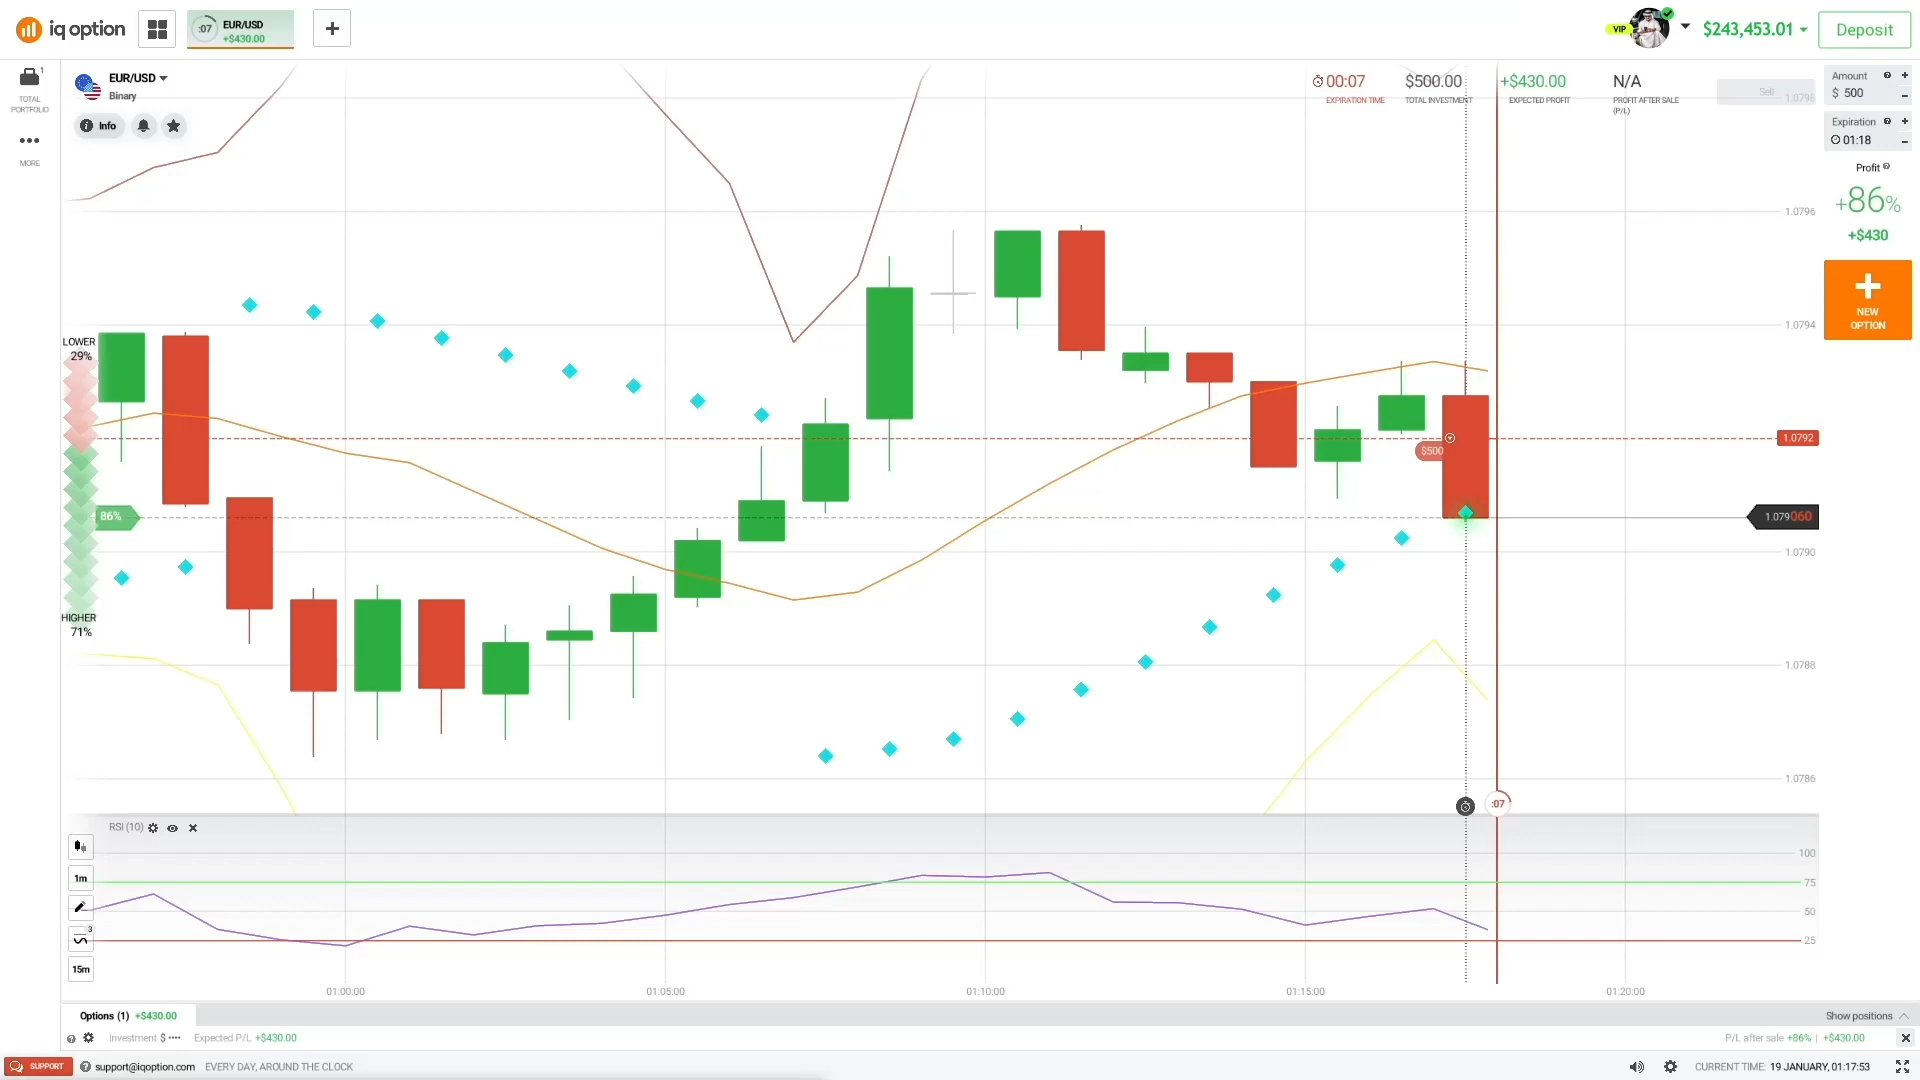 iq option
:07
EUR/USD
+$430.00
VIP
$243,453.01
Deposit
TOTAL PORTFOLIO
1
MORE
EUR/USD
Binary
Info
00:07
EXPIRATION TIME
$500.00
TOTAL INVESTMENT
+$430.00
EXPECTED PROFIT
N/A
PROFIT AFTER SALE (P/L)
Sell
Amount
$ 500
Expiration
01:18
Profit
+86%
+$430
NEW OPTION
1.0796
1.0794
1.0792
1.079060
1.0790
1.0788
1.0786
LOWER
29%
86%
HIGHER
71%
$500
:07
RSI (10)
1m
3
15m
100
75
50
25
01:00:00
01:05:00
01:10:00
01:15:00
01:20:00
Options (1) +$430.00
Show positions
Investment $ ····
Expected P/L +$430.00
P/L after sale +86% | +$430.00
SUPPORT
support@iqoption.com
EVERY DAY, AROUND THE CLOCK
CURRENT TIME: 19 JANUARY, 01:17:53